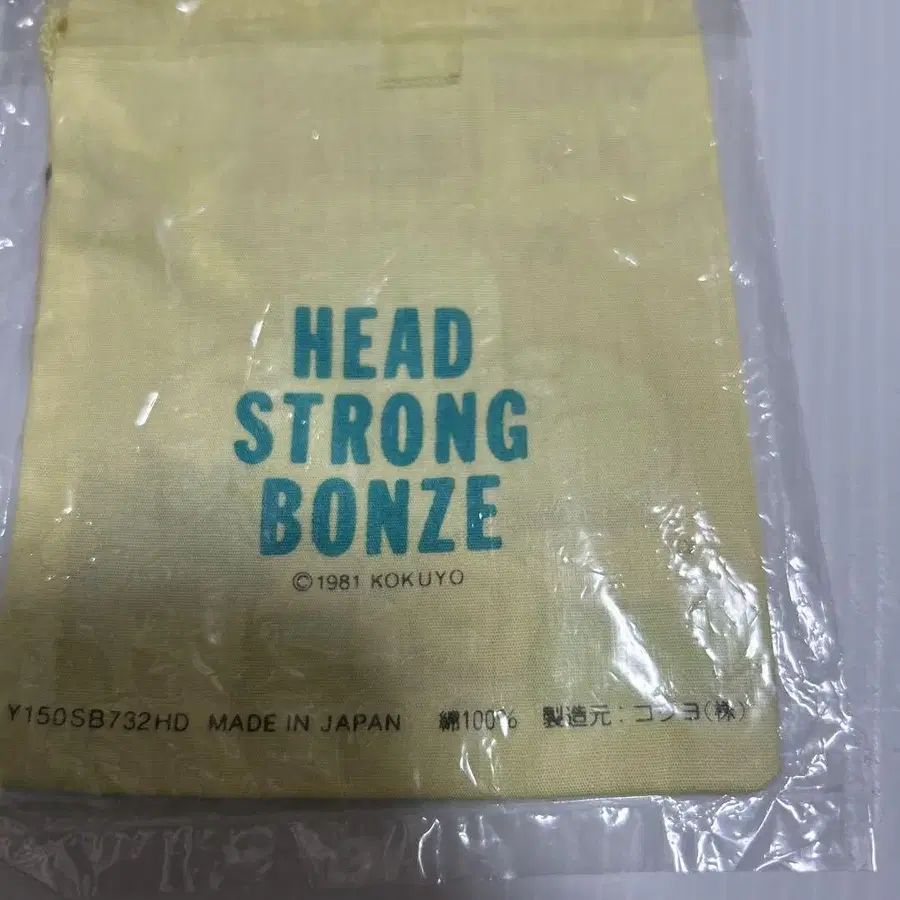 HEAD
STRONG
BONZE
©1981 KOKUYO
Y150SB732HD MADE IN JAPAN 綿100% 製造元:コクヨ(株)